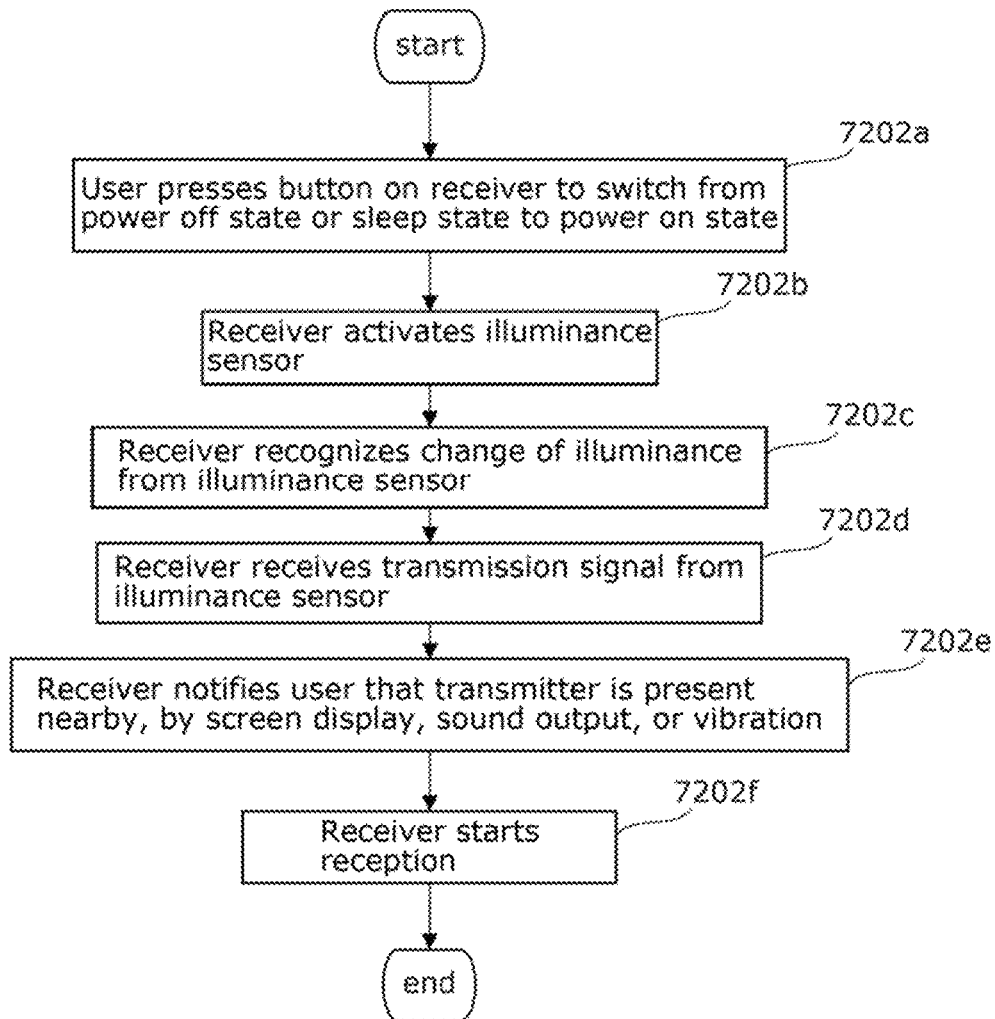 start
7202a
User presses button on receiver to switch from
power off state or sleep state to power on state
7202b
Receiver activates illuminance
sensor
7202c
Receiver recognizes change of illuminance
from illuminance sensor
7202d
Receiver receives transmission signal from
illuminance sensor
7202e
Receiver notifies user that transmitter is present
nearby, by screen display, sound output, or vibration
7202f
Receiver starts
reception
end